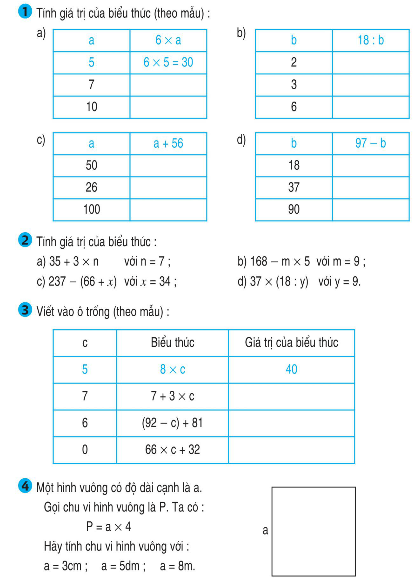 1 Tính giá trị của biểu thức (theo mẫu) :
a)
a 6 × a
5 6 × 5 = 30
7
10
b)
b 18 : b
2
3
6
c)
a a + 56
50
26
100
d)
b 97 – b
18
37
90
2 Tính giá trị của biểu thức :
a) 35 + 3 × n với n = 7 ; b) 168 – m × 5 với m = 9 ;
c) 237 – (66 + x) với x = 34 ; d) 37 × (18 : y) với y = 9.
3 Viết vào ô trống (theo mẫu) :
c Biểu thức Giá trị của biểu thức
5 8 × c 40
7 7 + 3 × c
6 (92 – c) + 81
0 66 × c + 32
4 Một hình vuông có độ dài cạnh là a.
Gọi chu vi hình vuông là P. Ta có :
P = a × 4
Hãy tính chu vi hình vuông với :
a = 3cm ; a = 5dm ; a = 8m.
a